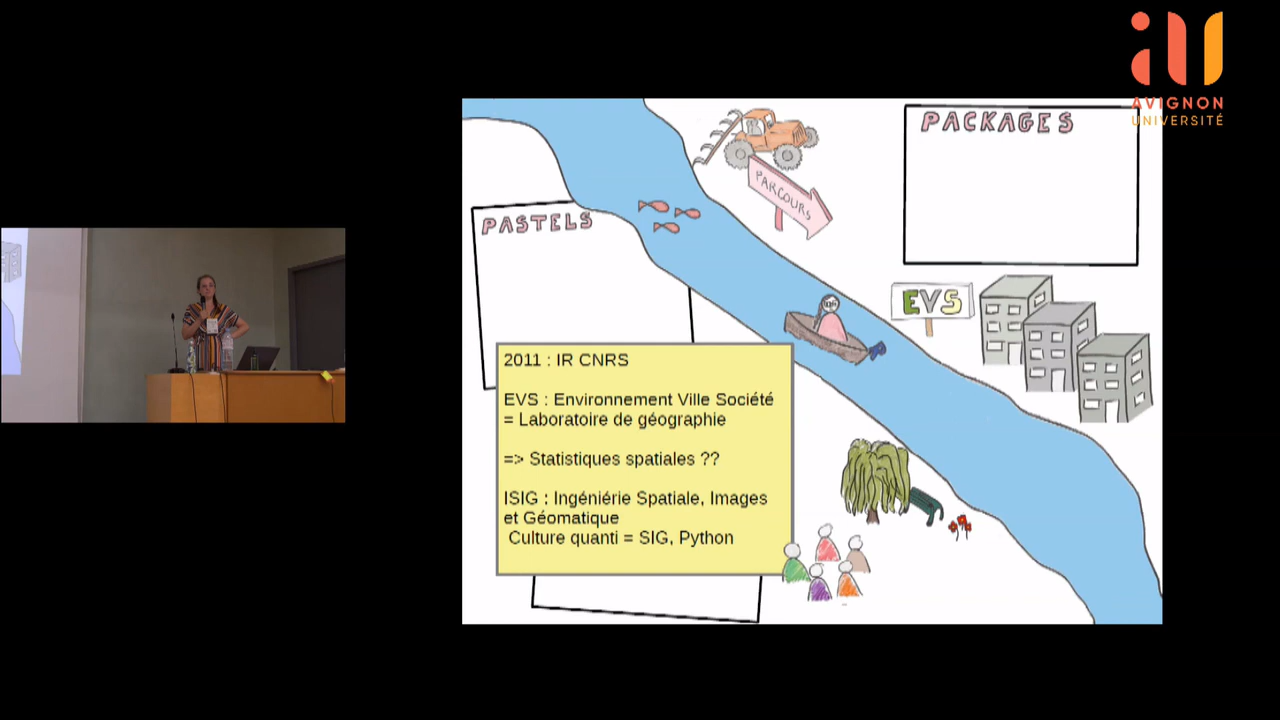 AVIGNON
UNIVERSITÉ
PACKAGES
PARCOURS
PASTELS
EVS
2011 : IR CNRS
EVS : Environnement Ville Société
= Laboratoire de géographie
=> Statistiques spatiales ??
ISIG : Ingéniérie Spatiale, Images
et Géomatique
Culture quanti = SIG, Python